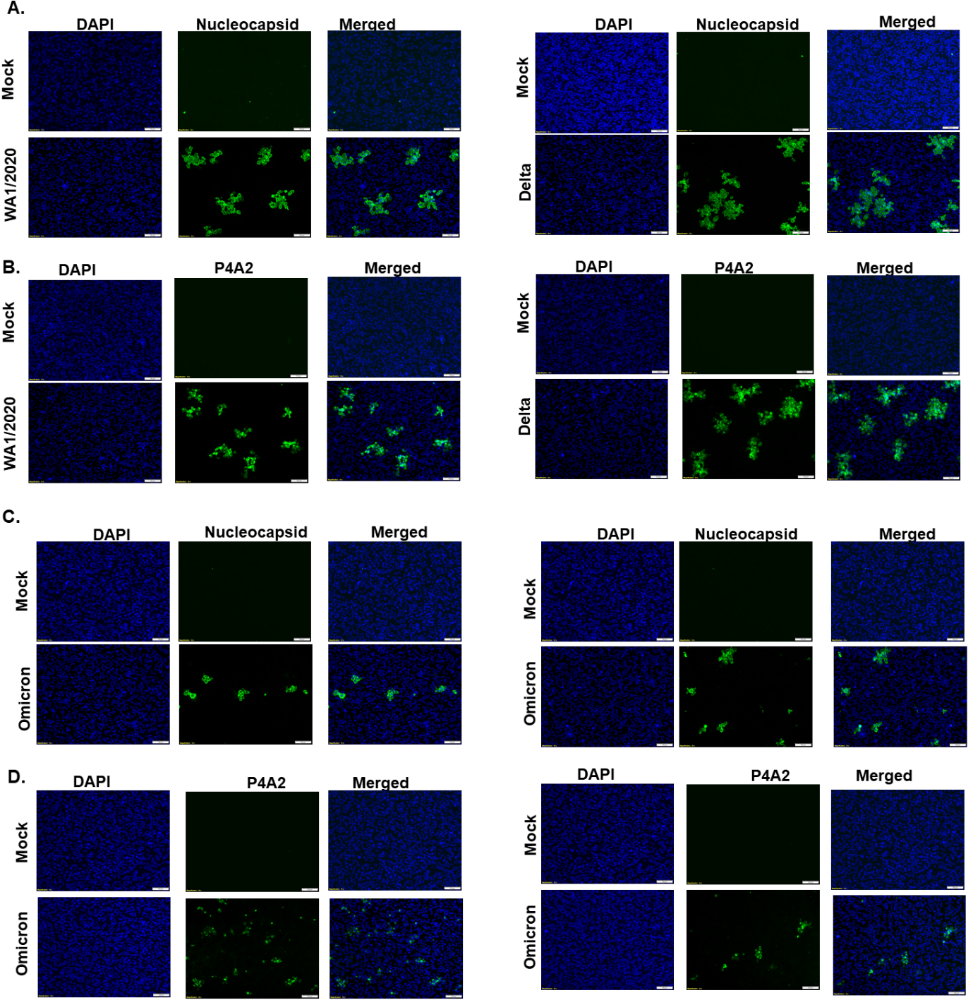 A.
DAPI Nucleocapsid Merged DAPI Nucleocapsid Merged
Mock Mock
WA1/2020 Delta
B.
DAPI P4A2 Merged DAPI P4A2 Merged
Mock Mock
WA1/2020 Delta
C.
DAPI Nucleocapsid Merged DAPI Nucleocapsid Merged
Mock Mock
Omicron Omicron
D.
DAPI P4A2 Merged DAPI P4A2 Merged
Mock Mock
Omicron Omicron